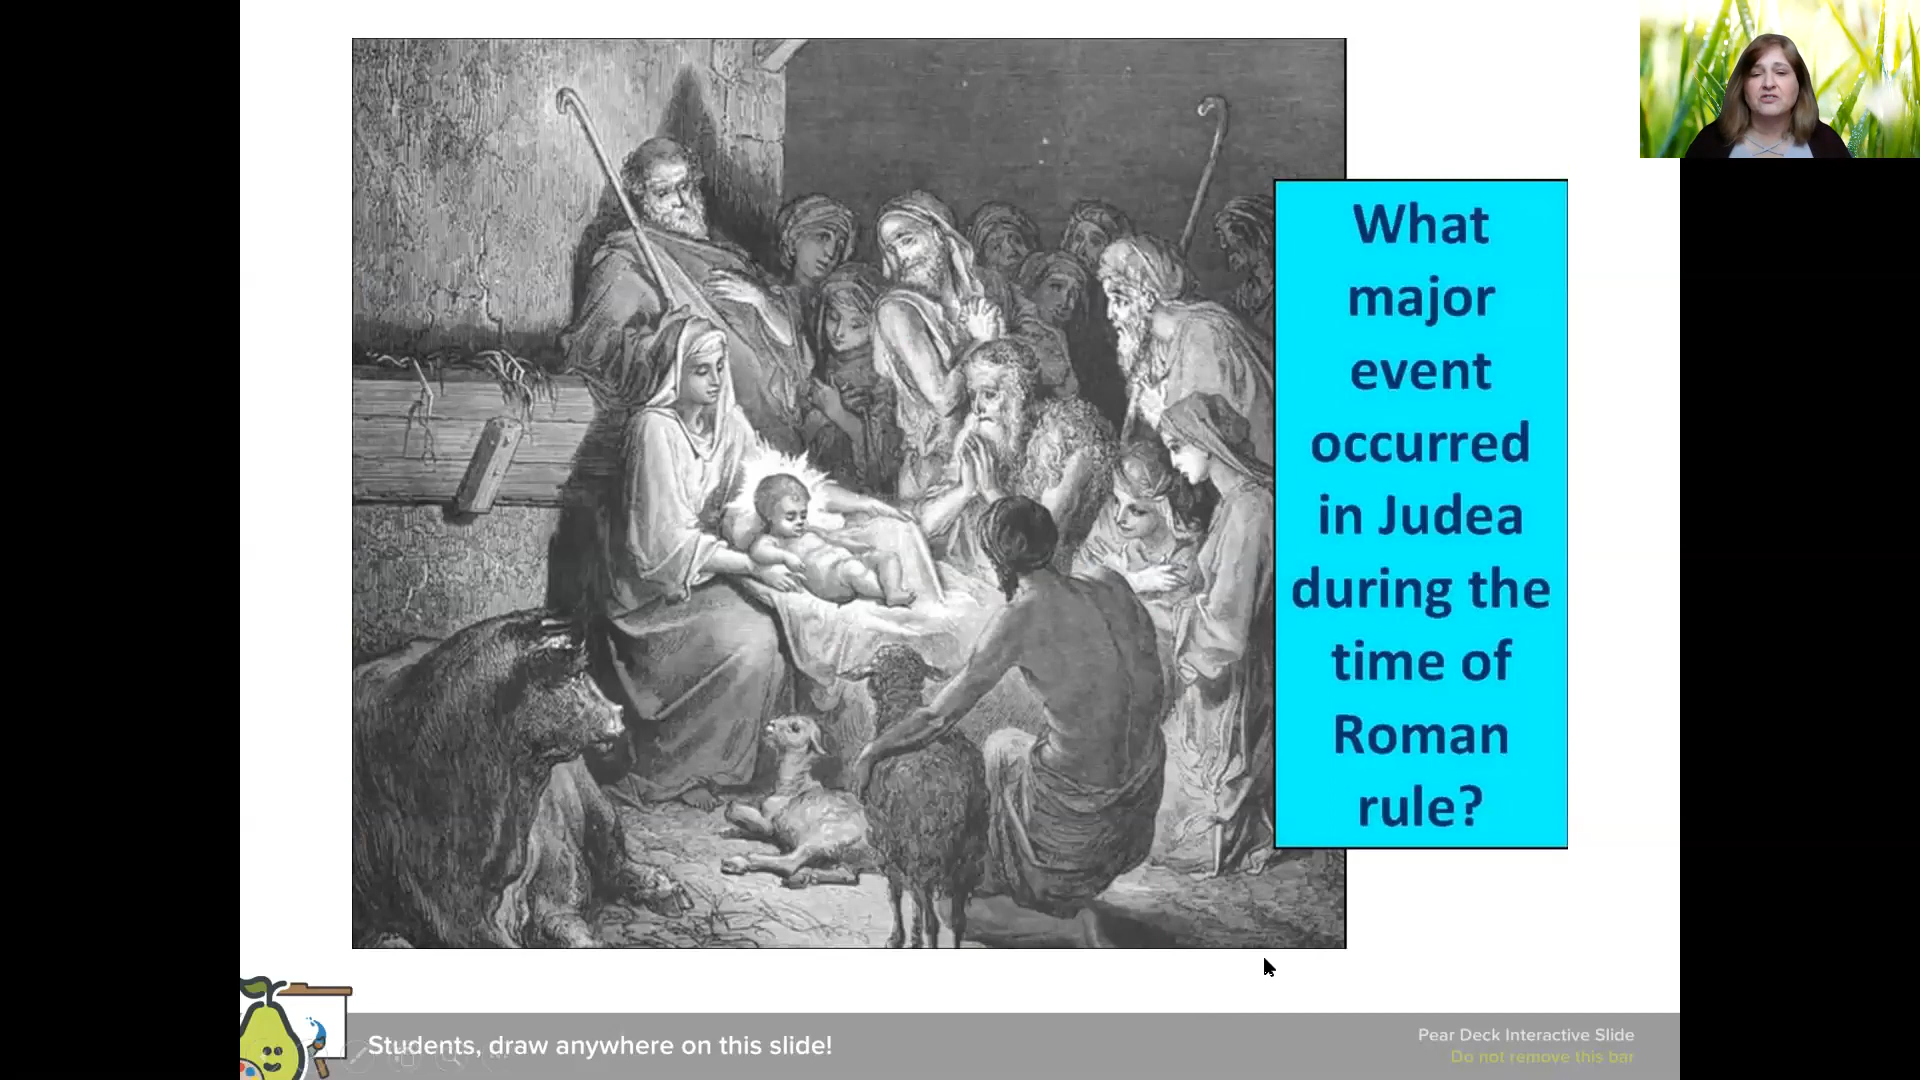 What
major
event
occurred
in Judea
during the
time of
Roman
rule?
Students, draw anywhere on this slide!
Pear Deck Interactive Slide
Do not remove this bar